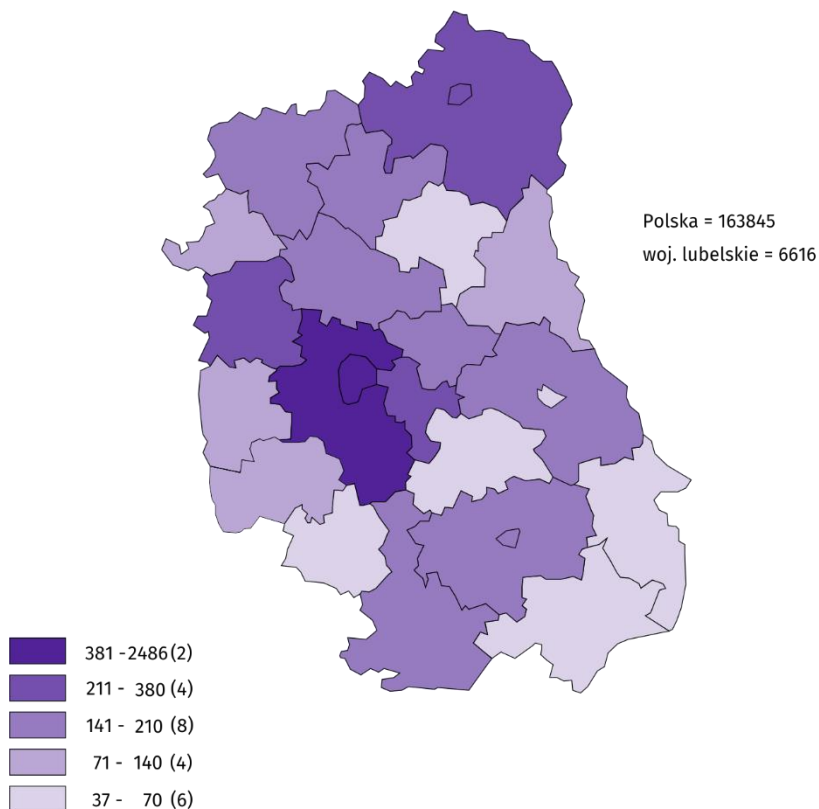 Polska = 163845
woj. lubelskie = 6616
381 - 2486 (2)
211 - 380 (4)
141 - 210 (8)
71 - 140 (4)
37 - 70 (6)